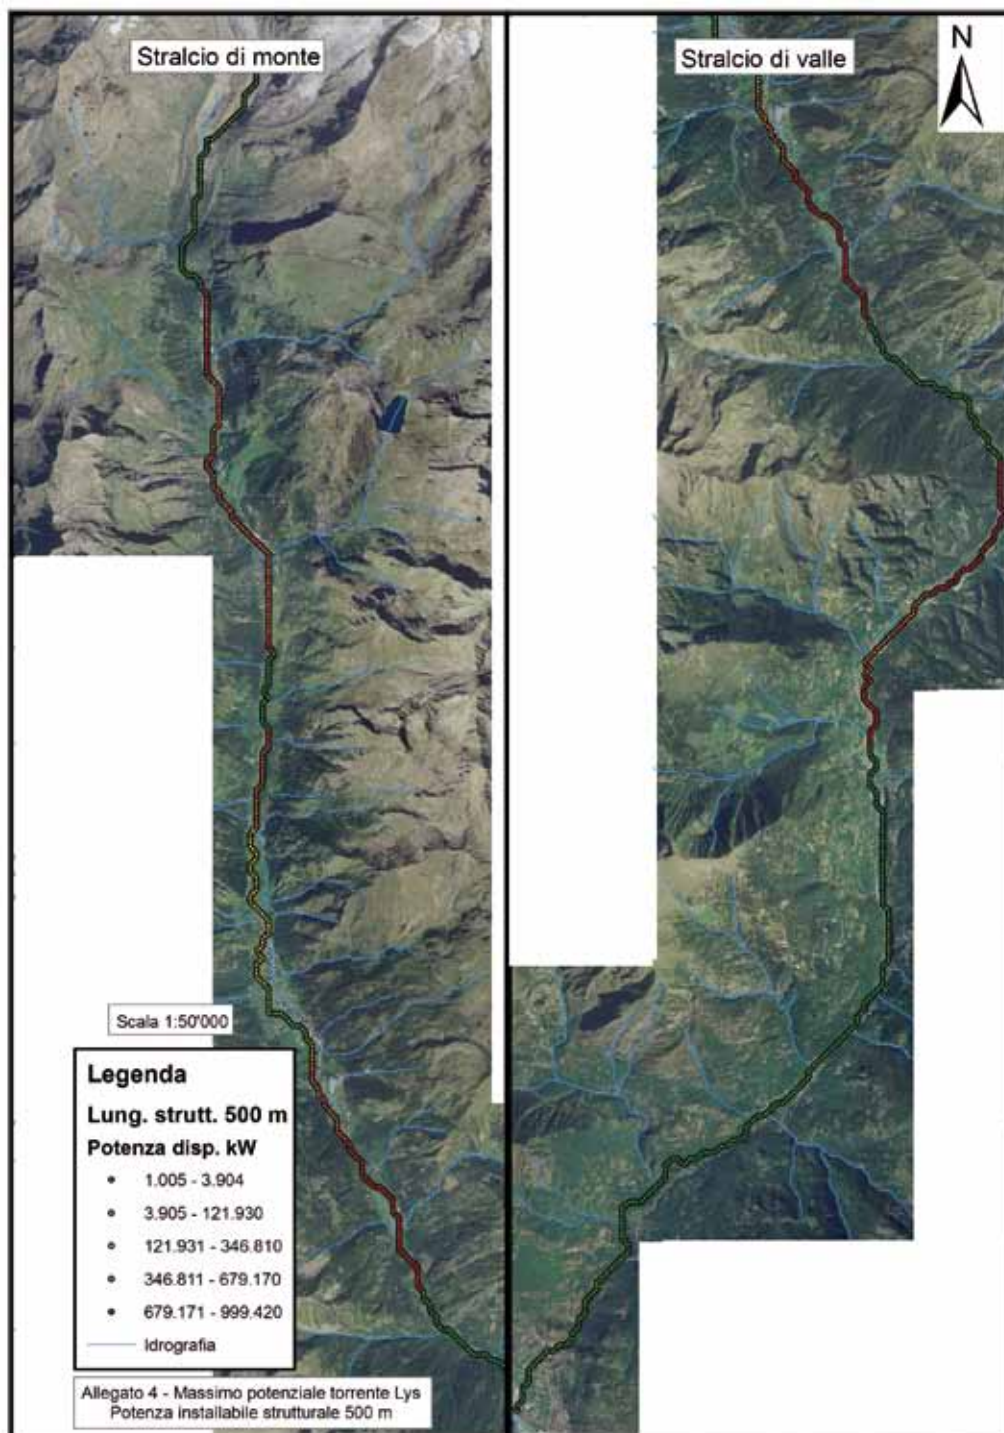 Stralcio di monte
Stralcio di valle
N
Scala 1:50'000
Legenda
Lung. strutt. 500 m
Potenza disp. kW
1.005 - 3.904
3.905 - 121.930
121.931 - 346.810
346.811 - 679.170
679.171 - 999.420
Idrografia
Allegato 4 - Massimo potenziale torrente Lys
Potenza installabile strutturale 500 m